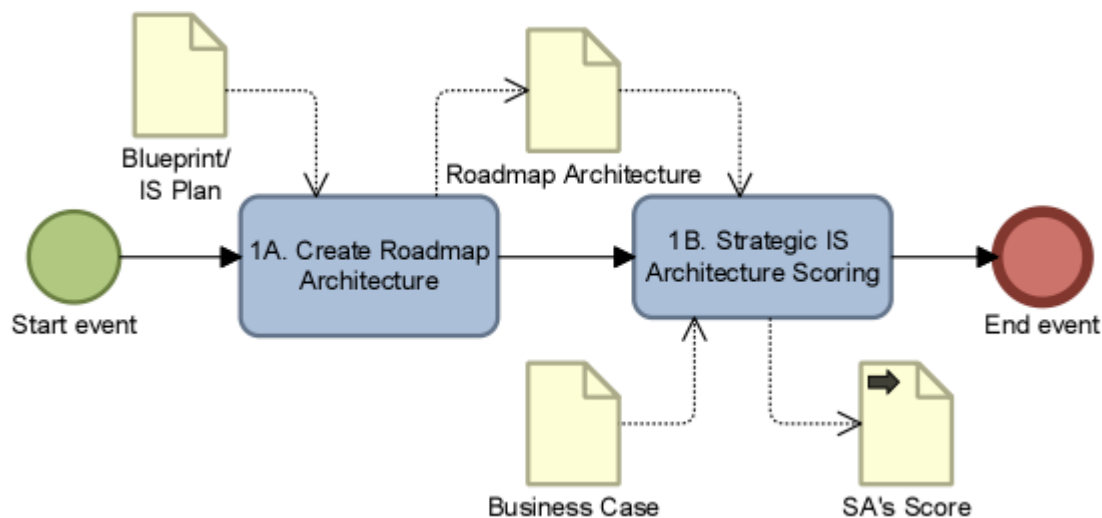 Blueprint/
IS Plan
Roadmap Architecture
Start event
1A. Create Roadmap
Architecture
1B. Strategic IS
Architecture Scoring
End event
Business Case
SA's Score